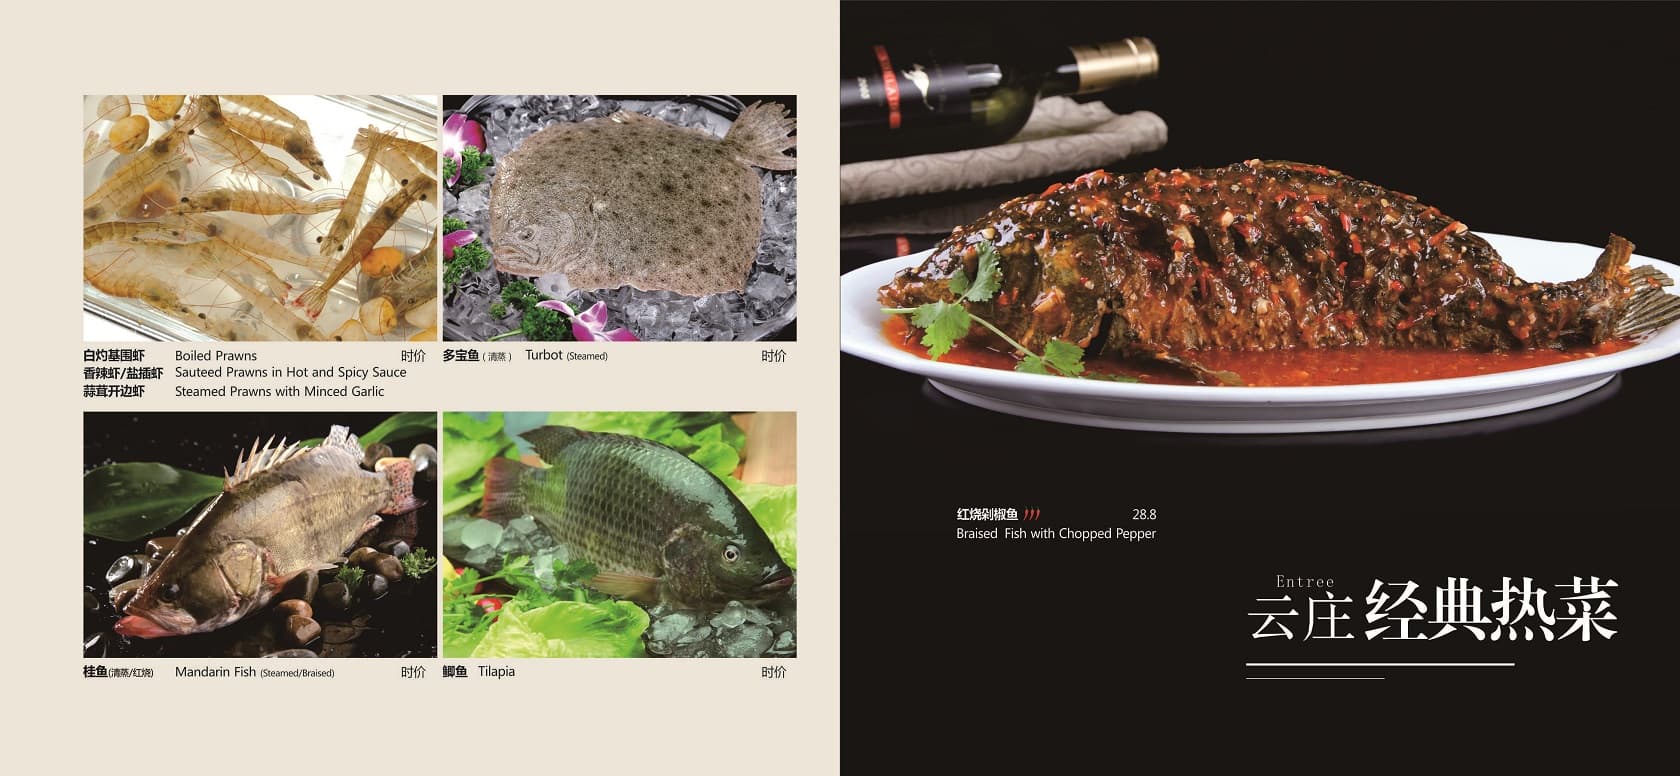 白灼基围虾 Boiled Prawns 时价
香辣虾/盐插虾 Sauteed Prawns in Hot and Spicy Sauce
蒜茸开边虾 Steamed Prawns with Minced Garlic
多宝鱼 ( 清蒸 ) Turbot (Steamed) 时价
桂鱼(清蒸/红烧) Mandarin Fish (Steamed/Braised) 时价
鲫鱼 Tilapia 时价
红烧剁椒鱼 28.8
Braised Fish with Chopped Pepper
Entree
云庄 经典热菜